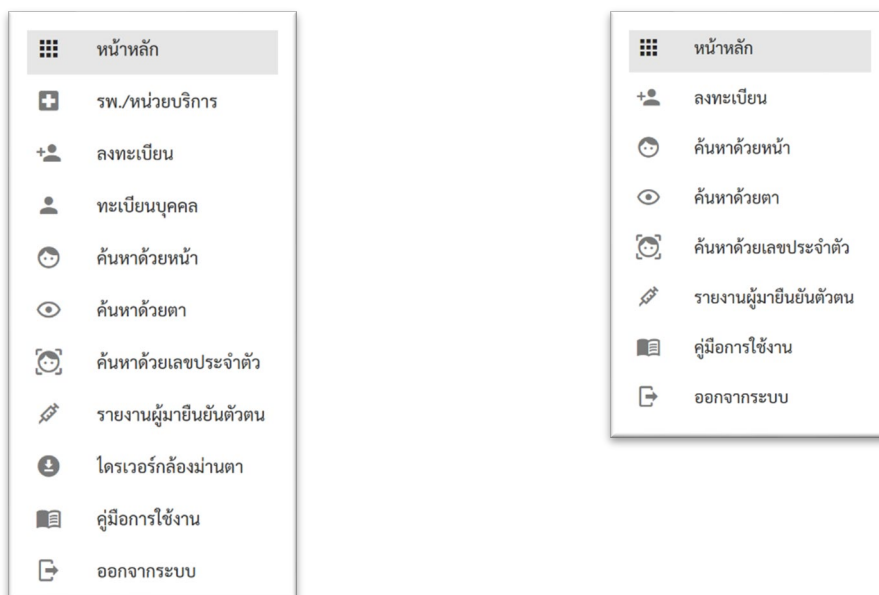 หน้าหลัก
รพ./หน่วยบริการ
ลงทะเบียน
ทะเบียนบุคคล
ค้นหาด้วยหน้า
ค้นหาด้วยตา
ค้นหาด้วยเลขประจำตัว
รายงานผู้มายืนยันตัวตน
ไดรเวอร์กล้องม่านตา
คู่มือการใช้งาน
ออกจากระบบ
หน้าหลัก
ลงทะเบียน
ค้นหาด้วยหน้า
ค้นหาด้วยตา
ค้นหาด้วยเลขประจำตัว
รายงานผู้มายืนยันตัวตน
คู่มือการใช้งาน
ออกจากระบบ